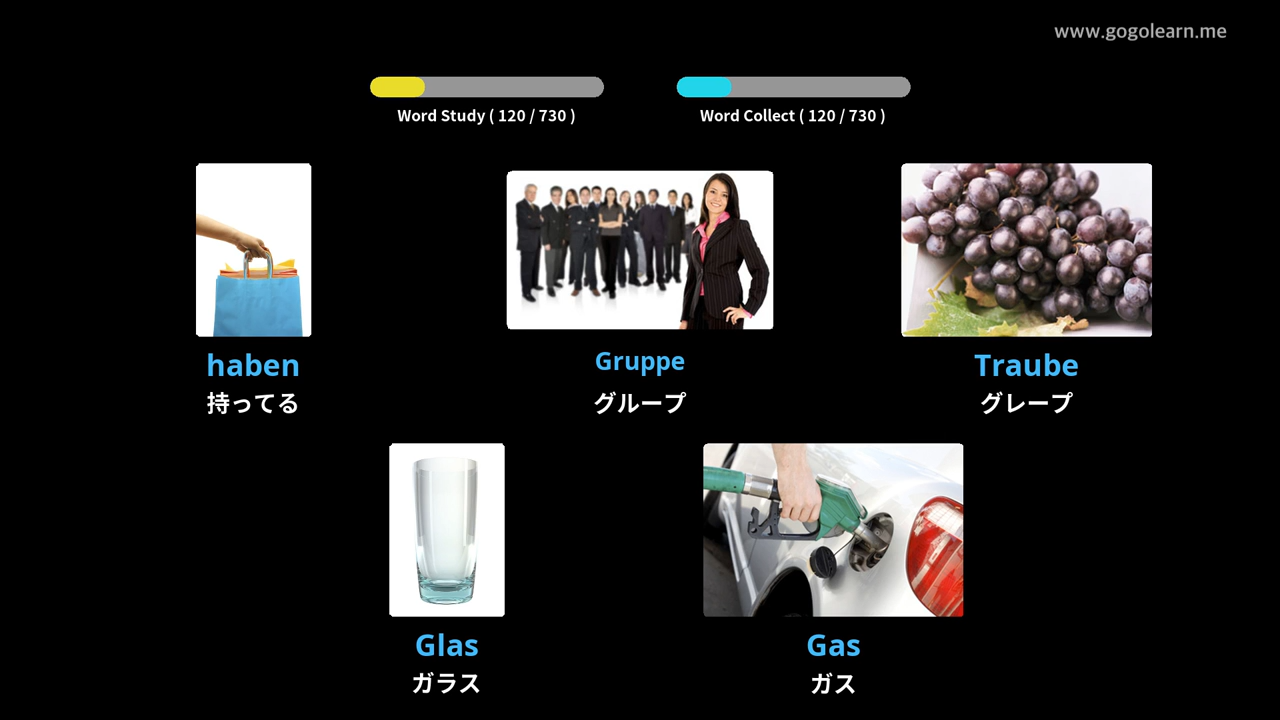 www.gogolearn.me
Word Study ( 120 / 730 )
Word Collect ( 120 / 730 )
haben
持ってる
Gruppe
グループ
Traube
グレープ
Glas
ガラス
Gas
ガス